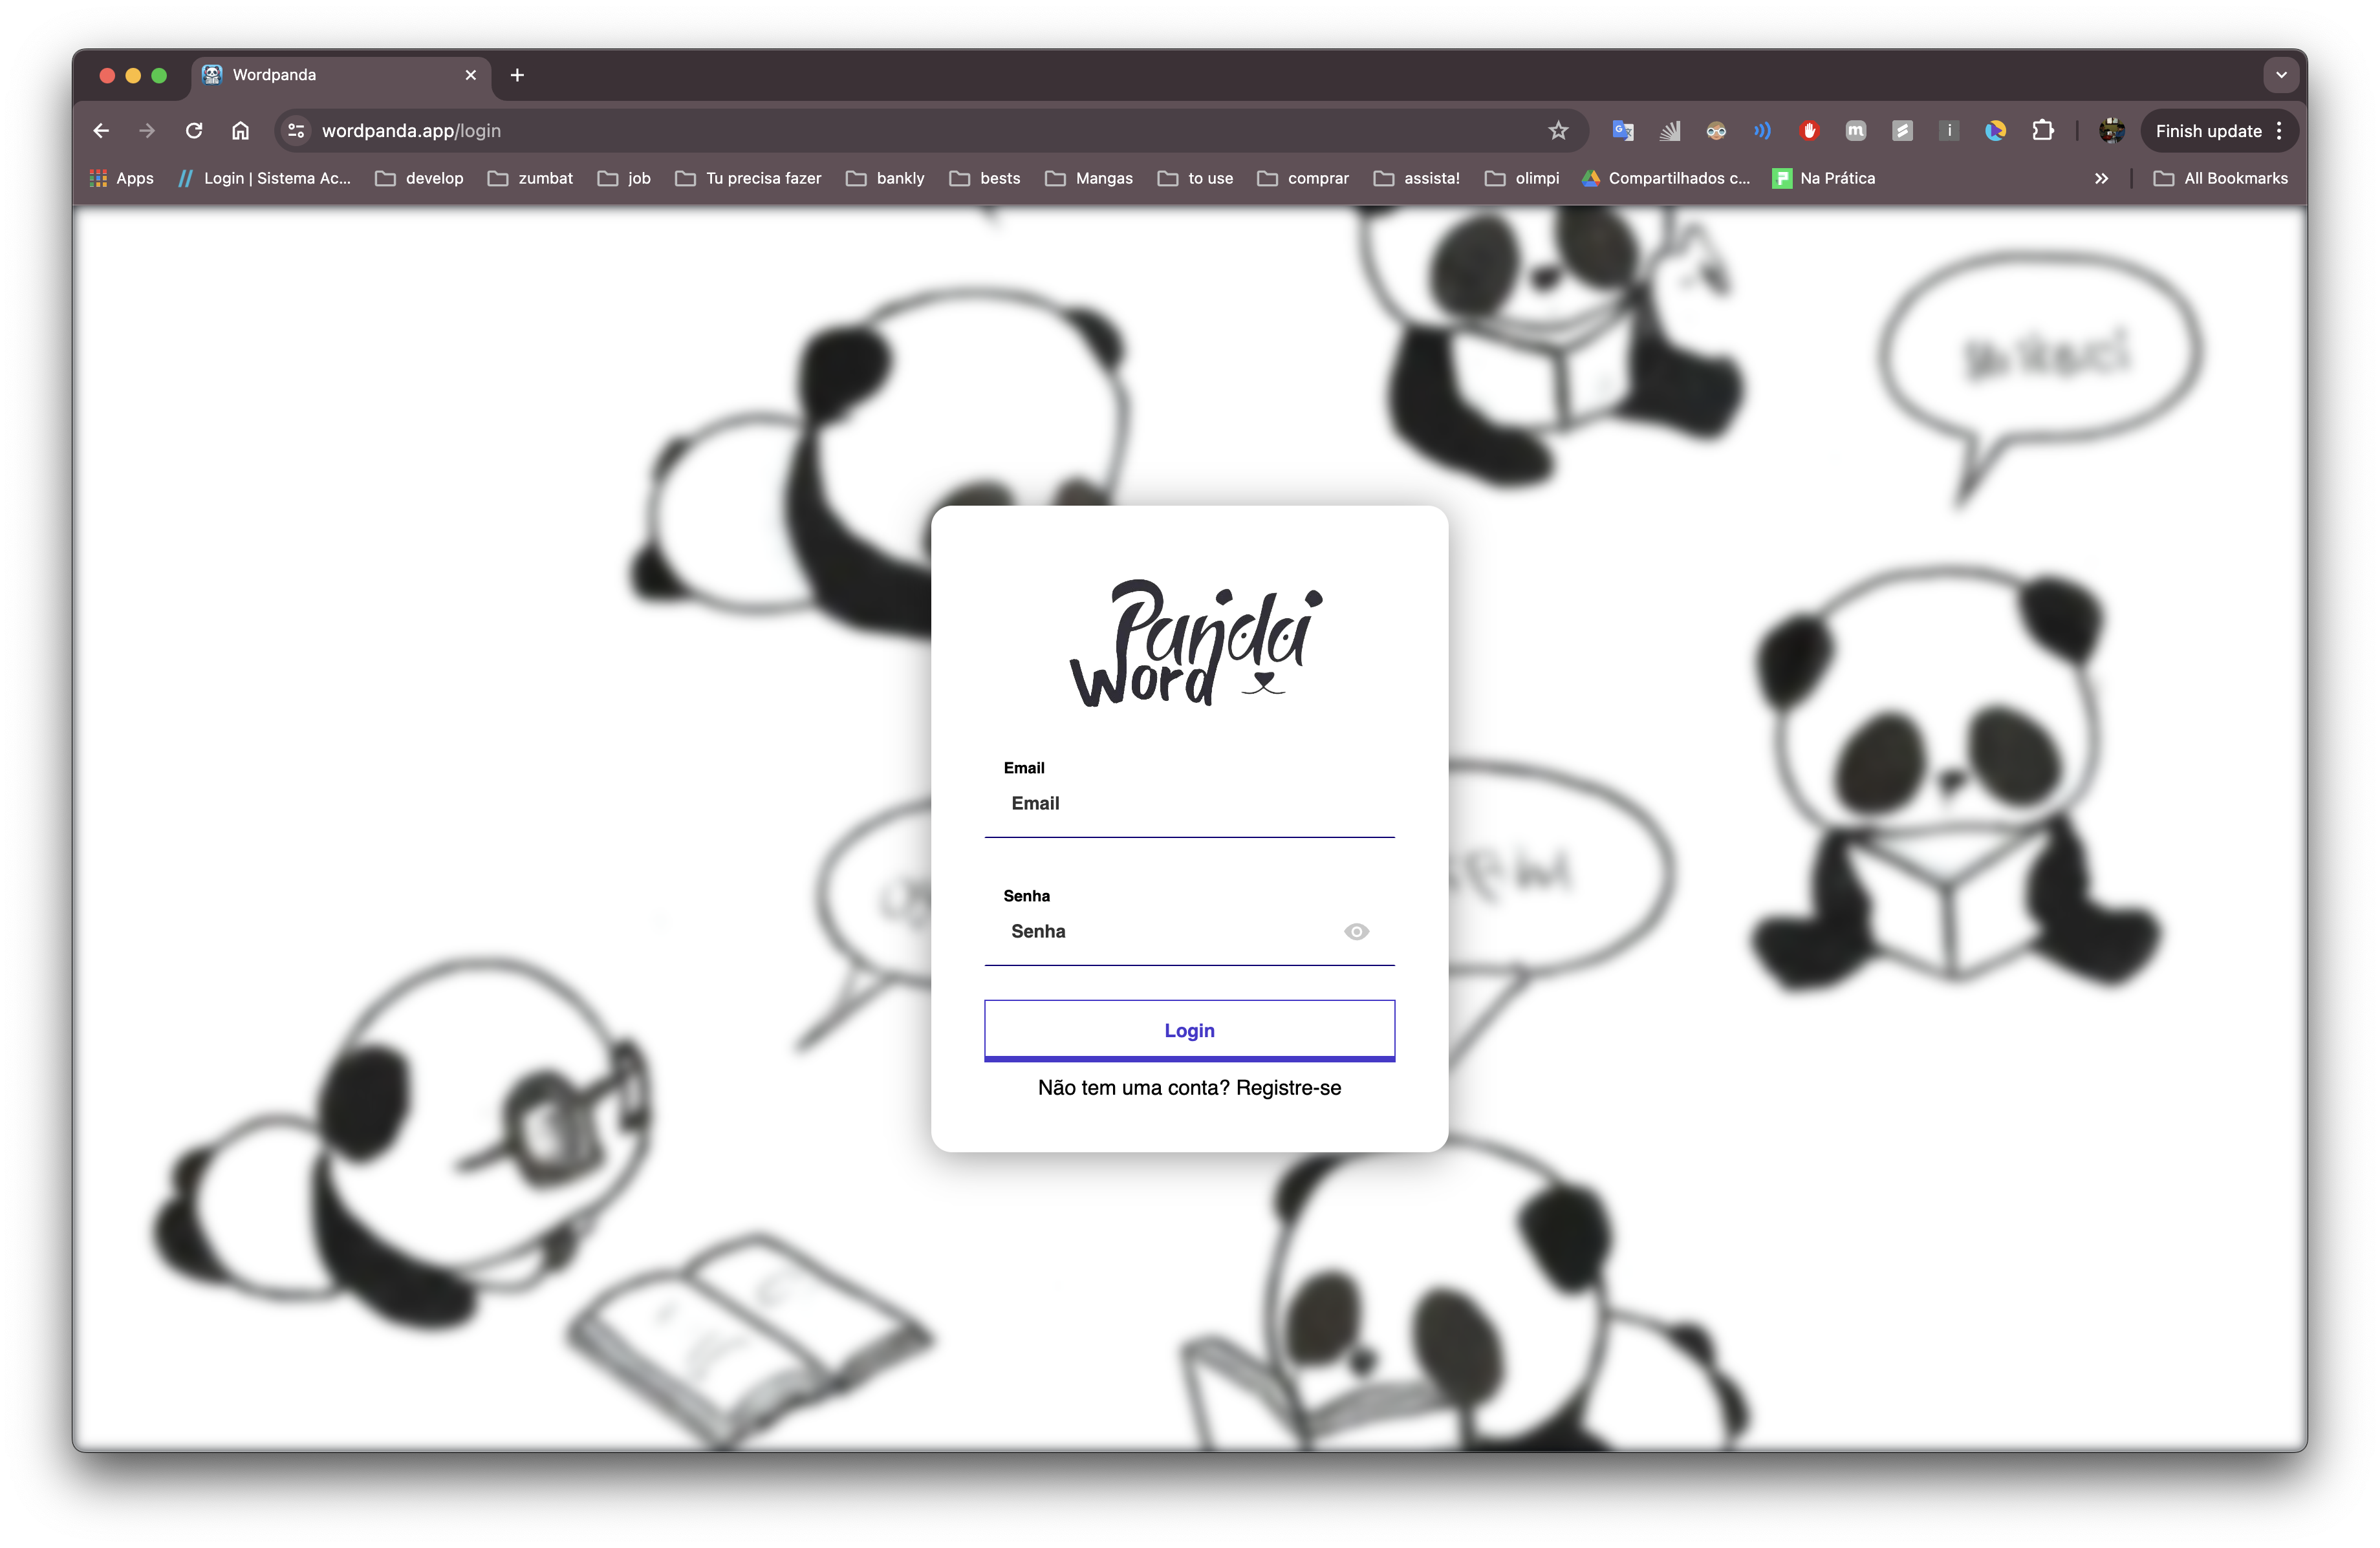 Wordpanda
wordpanda.app/login
Finish update
Apps
Login | Sistema Ac...
develop
zumbat
job
Tu precisa fazer
bankly
bests
Mangas
to use
comprar
assista!
olimpi
Compartilhados c...
Na Prática
All Bookmarks
Panda
Word
Email
Email
Senha
Senha
Login
Não tem uma conta? Registre-se